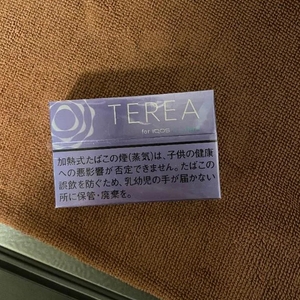 TEREA
for IQOS
加熱式たばこの煙(蒸気)は、子供の健康
への悪影響が否定できません。たばこの
誤飲を防ぐため、乳幼児の手が届かない
所に保管・廃棄を。